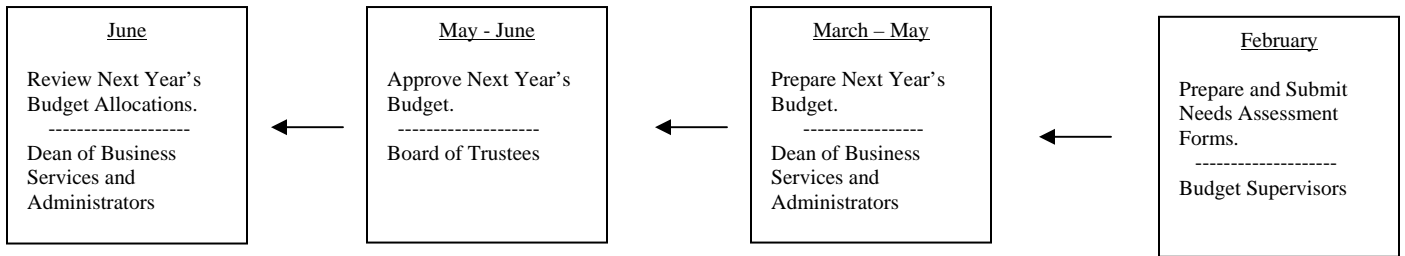 June
Review Next Year’s
Budget Allocations.
--------------------
Dean of Business
Services and
Administrators
May - June
Approve Next Year’s
Budget.
--------------------
Board of Trustees
March – May
Prepare Next Year’s
Budget.
-----------------
Dean of Business
Services and
Administrators
February
Prepare and Submit
Needs Assessment
Forms.
--------------------
Budget Supervisors